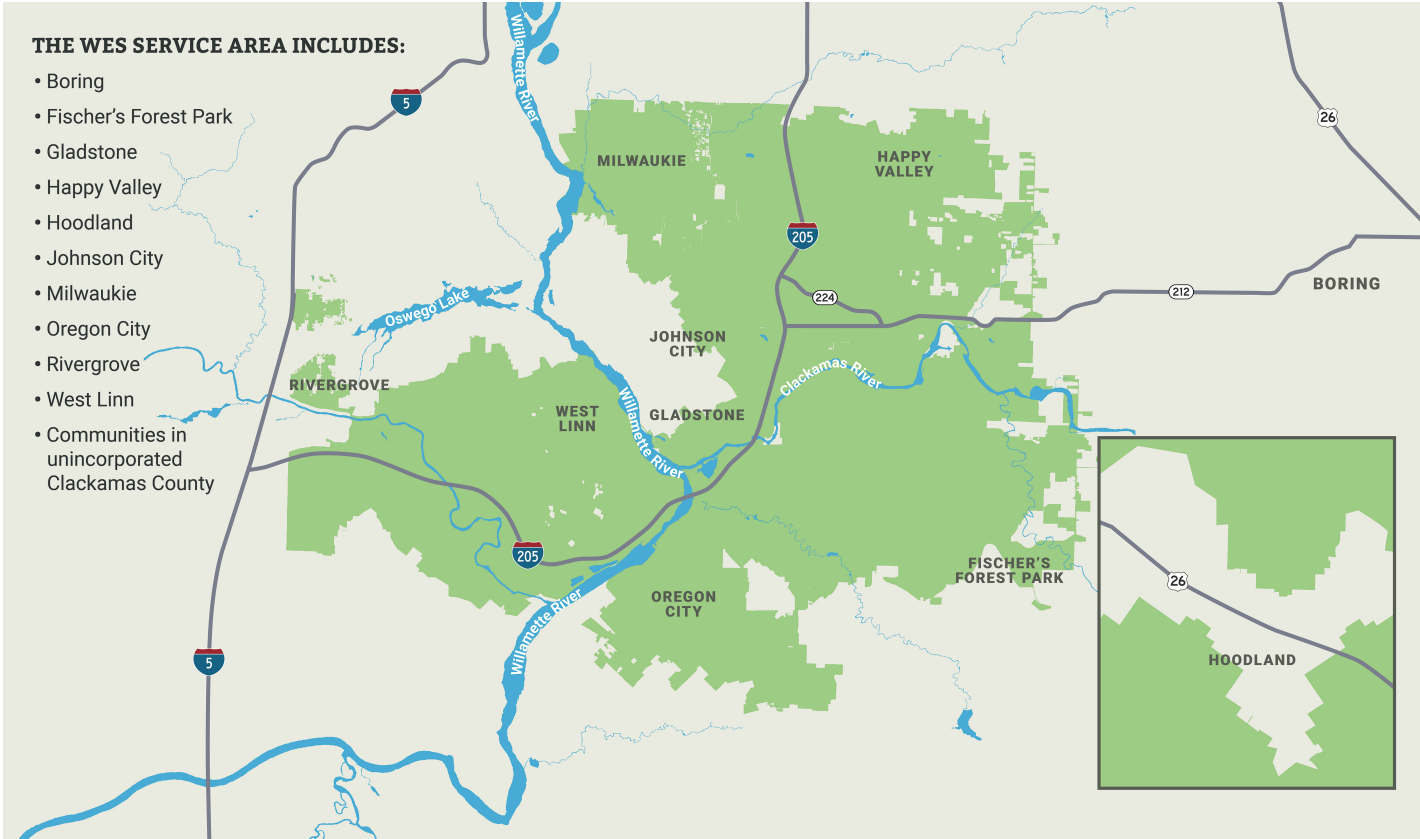 THE WES SERVICE AREA INCLUDES:
• Boring
• Fischer's Forest Park
• Gladstone
• Happy Valley
• Hoodland
• Johnson City
• Milwaukie
• Oregon City
• Rivergrove
• West Linn
• Communities in
unincorporated
Clackamas County
5
Willamette River
26
MILWAUKIE
HAPPY
VALLEY
205
224
212
BORING
Oswego Lake
JOHNSON
CITY
RIVERGROVE
Clackamas River
WEST
LINN
GLADSTONE
Willamette River
205
FISCHER'S
FOREST PARK
OREGON
CITY
Willamette River
5
26
HOODLAND